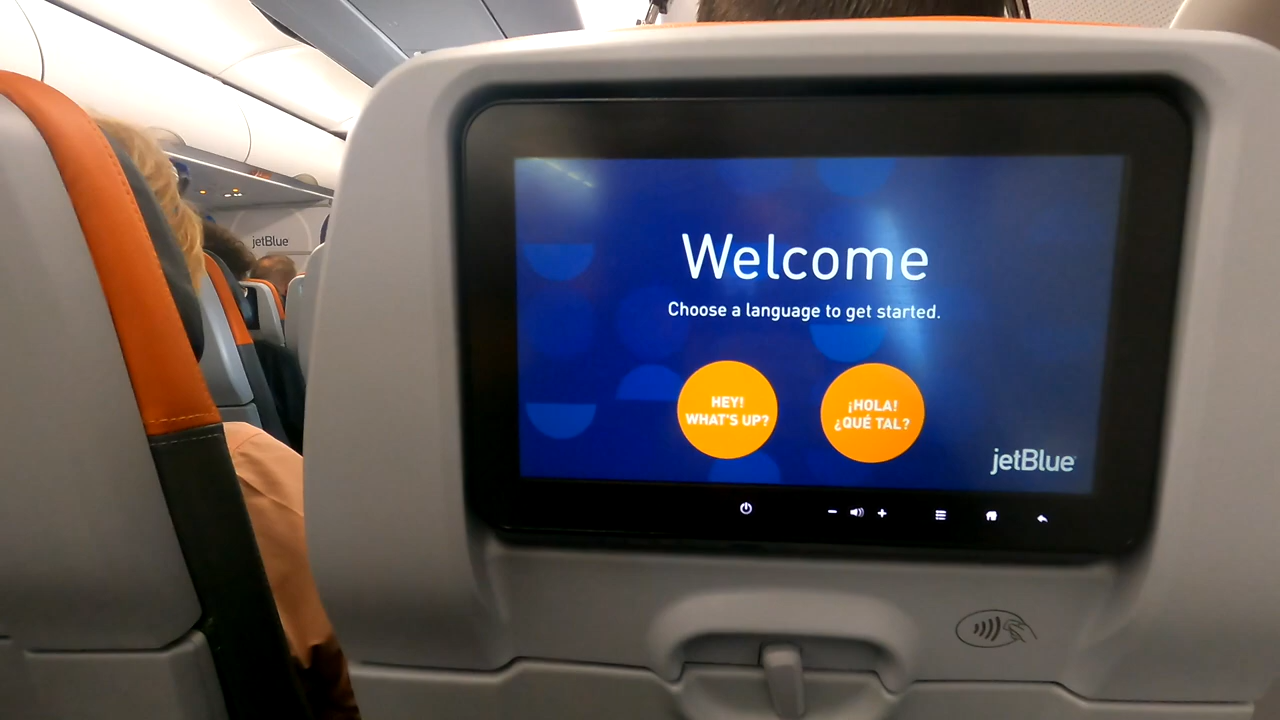 jetBlue
Welcome
Choose a language to get started.
HEY!
WHAT'S UP?
¡HOLA!
¿QUÉ TAL?
jetBlue